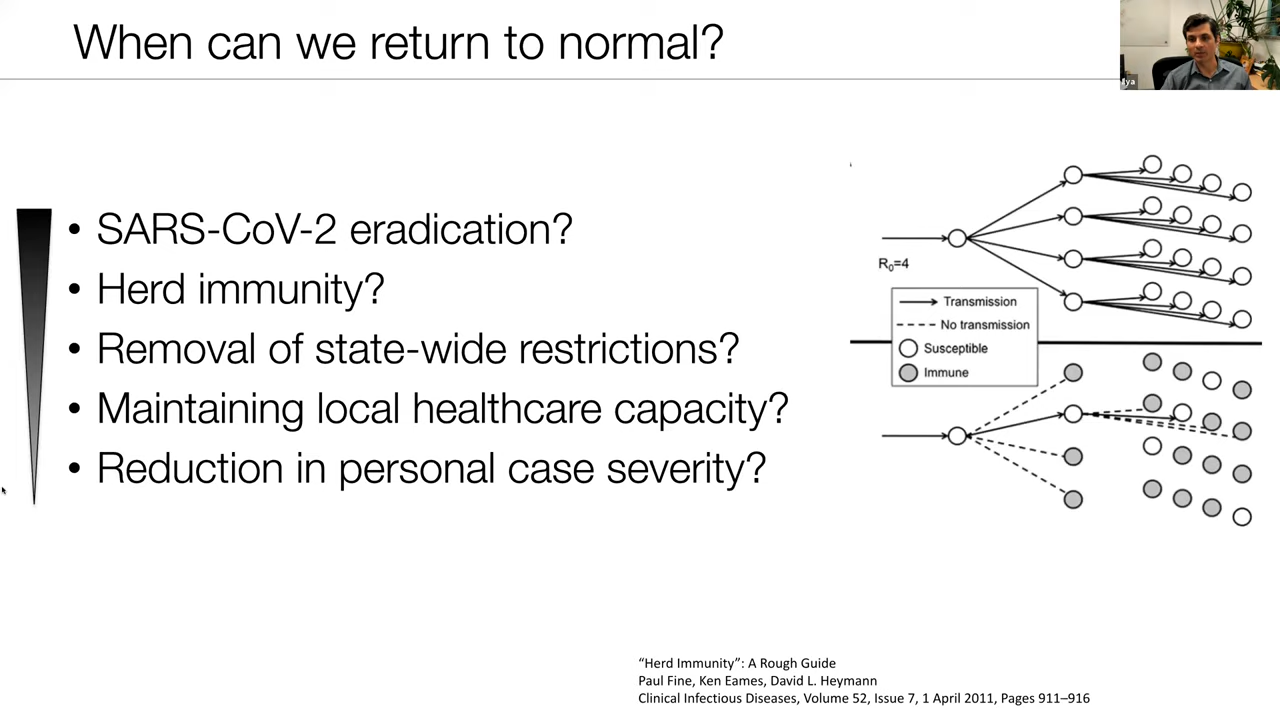 When can we return to normal?
• SARS-CoV-2 eradication?
• Herd immunity?
• Removal of state-wide restrictions?
• Maintaining local healthcare capacity?
• Reduction in personal case severity?
R₀=4
Transmission
No transmission
Susceptible
Immune
"Herd Immunity": A Rough Guide
Paul Fine, Ken Eames, David L. Heymann
Clinical Infectious Diseases, Volume 52, Issue 7, 1 April 2011, Pages 911–916